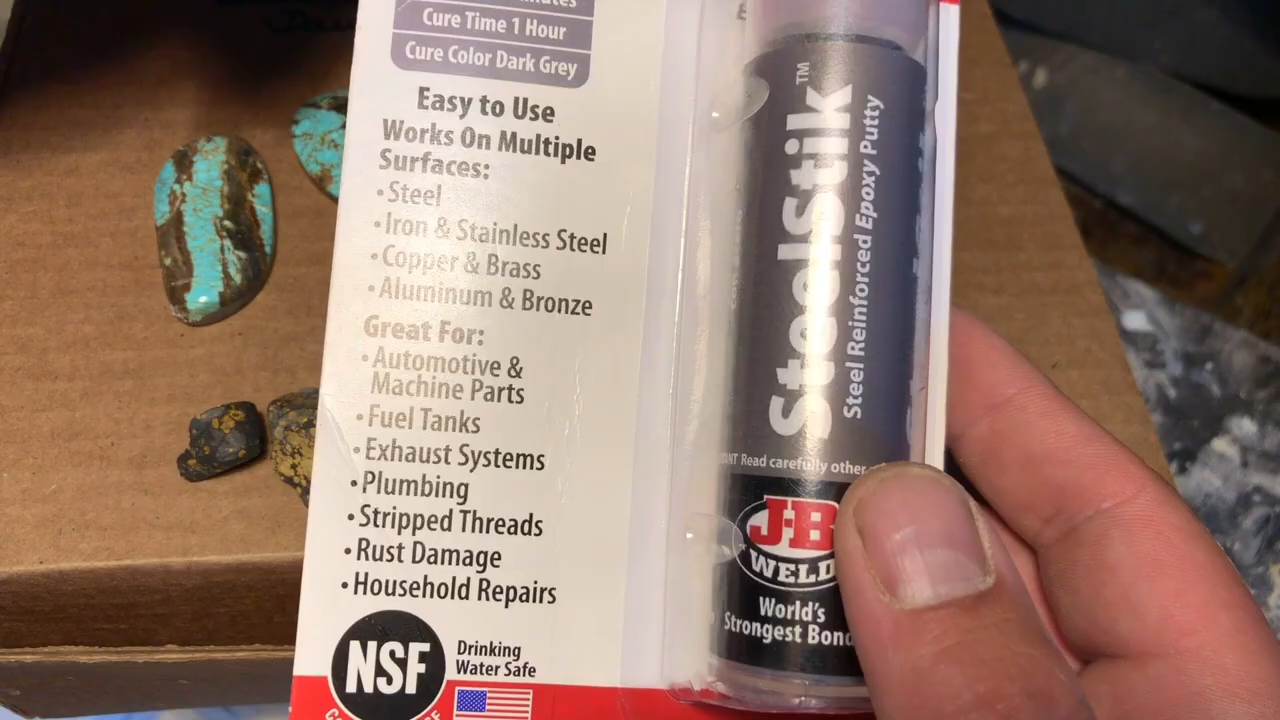 Cure Time 1 Hour
Cure Color Dark Grey
Easy to Use
Works On Multiple
Surfaces:
• Steel
• Iron & Stainless Steel
• Copper & Brass
• Aluminum & Bronze
Great For:
• Automotive &
Machine Parts
• Fuel Tanks
• Exhaust Systems
• Plumbing
• Stripped Threads
• Rust Damage
• Household Repairs
NSF
Drinking
Water Safe
SteelStik™
Steel Reinforced Epoxy Putty
Read carefully other
J-B
WELD
World's
Strongest Bond